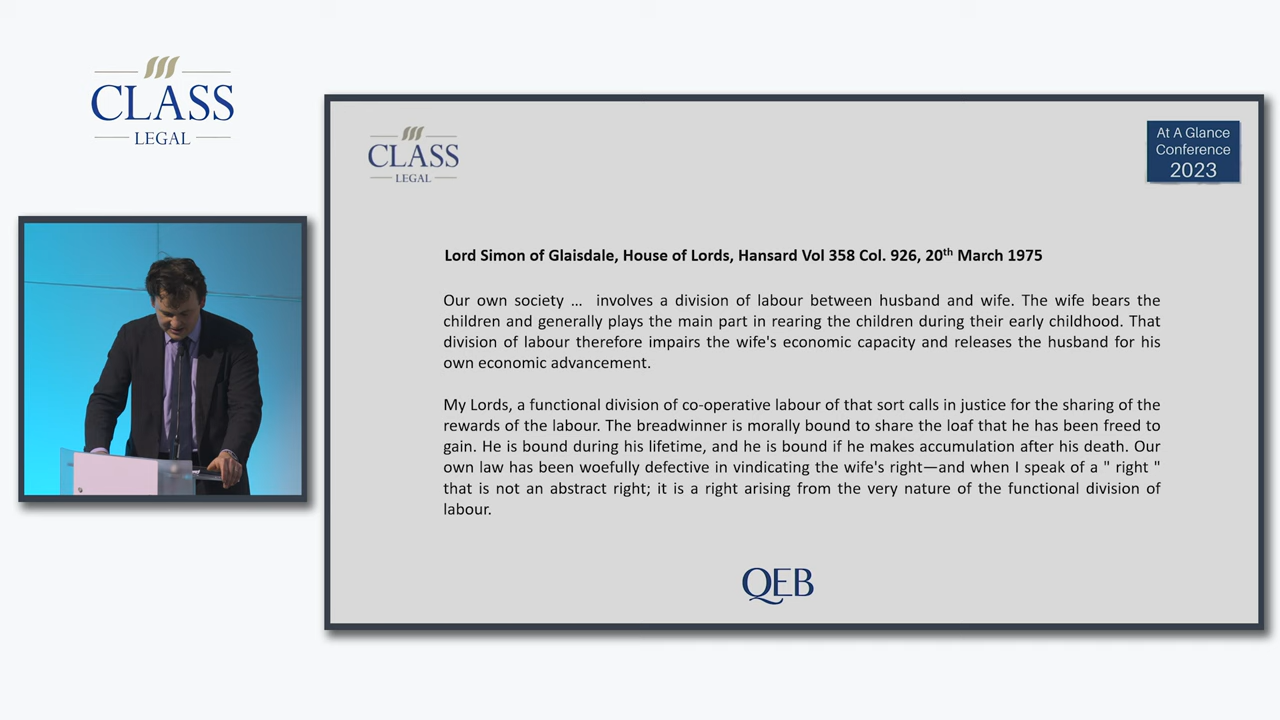 CLASS
LEGAL
CLASS
LEGAL
At A Glance
Conference
2023
Lord Simon of Glaisdale, House of Lords, Hansard Vol 358 Col. 926, 20th March 1975
Our own society … involves a division of labour between husband and wife. The wife bears the
children and generally plays the main part in rearing the children during their early childhood. That
division of labour therefore impairs the wife's economic capacity and releases the husband for his
own economic advancement.
My Lords, a functional division of co-operative labour of that sort calls in justice for the sharing of the
rewards of the labour. The breadwinner is morally bound to share the loaf that he has been freed to
gain. He is bound during his lifetime, and he is bound if he makes accumulation after his death. Our
own law has been woefully defective in vindicating the wife's right—and when I speak of a " right "
that is not an abstract right; it is a right arising from the very nature of the functional division of
labour.
QEB